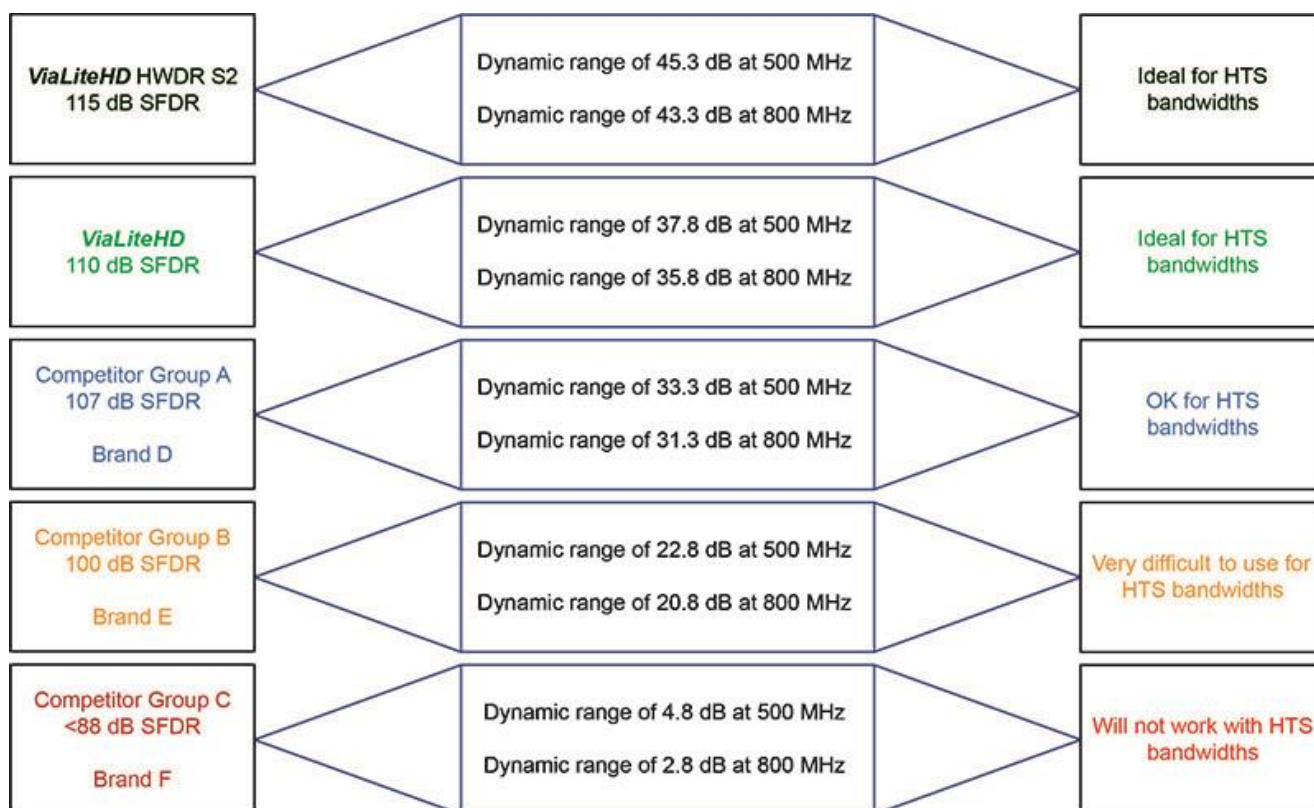 ViaLiteHD HWDR S2
115 dB SFDR
Dynamic range of 45.3 dB at 500 MHz
Dynamic range of 43.3 dB at 800 MHz
Ideal for HTS
bandwidths
ViaLiteHD
110 dB SFDR
Dynamic range of 37.8 dB at 500 MHz
Dynamic range of 35.8 dB at 800 MHz
Ideal for HTS
bandwidths
Competitor Group A
107 dB SFDR
Brand D
Dynamic range of 33.3 dB at 500 MHz
Dynamic range of 31.3 dB at 800 MHz
OK for HTS
bandwidths
Competitor Group B
100 dB SFDR
Brand E
Dynamic range of 22.8 dB at 500 MHz
Dynamic range of 20.8 dB at 800 MHz
Very difficult to use for
HTS bandwidths
Competitor Group C
<88 dB SFDR
Brand F
Dynamic range of 4.8 dB at 500 MHz
Dynamic range of 2.8 dB at 800 MHz
Will not work with HTS
bandwidths